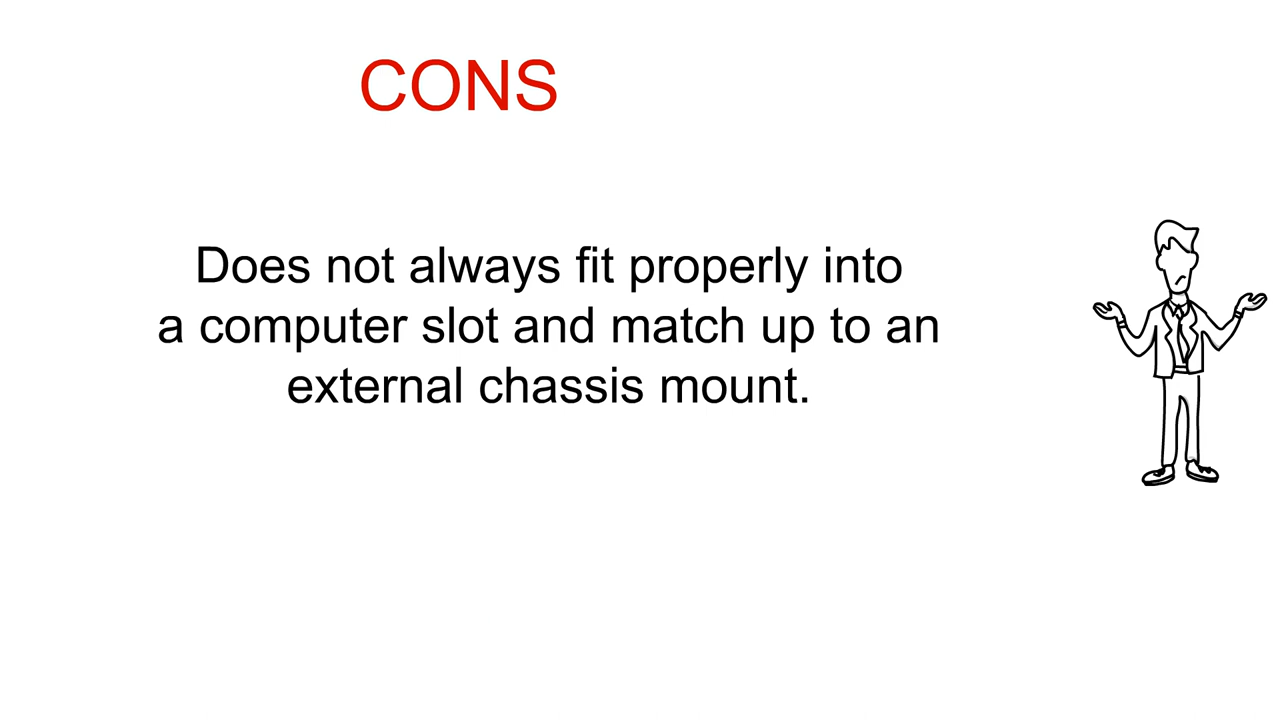 CONS
Does not always fit properly into
a computer slot and match up to an
external chassis mount.